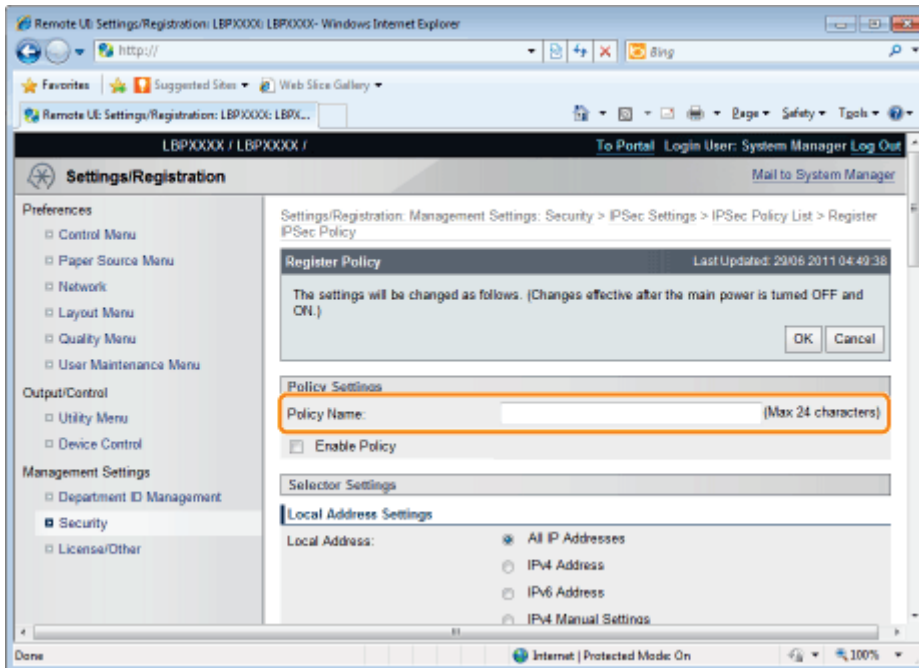 Remote UI: Settings/Registration: LBPXXXX: LBPXXXX- Windows Internet Explorer
http://
Bing
Favorites Suggested Sites Web Slice Gallery
Remote UI: Settings/Registration: LBPXXXX: LBPX...
Page Safety Tools
LBPXXXX / LBPXXXX /
To Portal Login User: System Manager Log Out
Settings/Registration
Mail to System Manager
Preferences
Control Menu
Paper Source Menu
Network
Layout Menu
Quality Menu
User Maintenance Menu
Output/Control
Utility Menu
Device Control
Management Settings
Department ID Management
Security
License/Other
Settings/Registration: Management Settings: Security > IPSec Settings > IPSec Policy List > Register
IPSec Policy
Register Policy Last Updated: 29/06 2011 04:49:38
The settings will be changed as follows. (Changes effective after the main power is turned OFF and
ON.)
OK Cancel
Policy Settings
Policy Name: (Max 24 characters)
Enable Policy
Selector Settings
Local Address Settings
Local Address: All IP Addresses
IPv4 Address
IPv6 Address
IPv4 Manual Settings
Done Internet | Protected Mode: On 100%